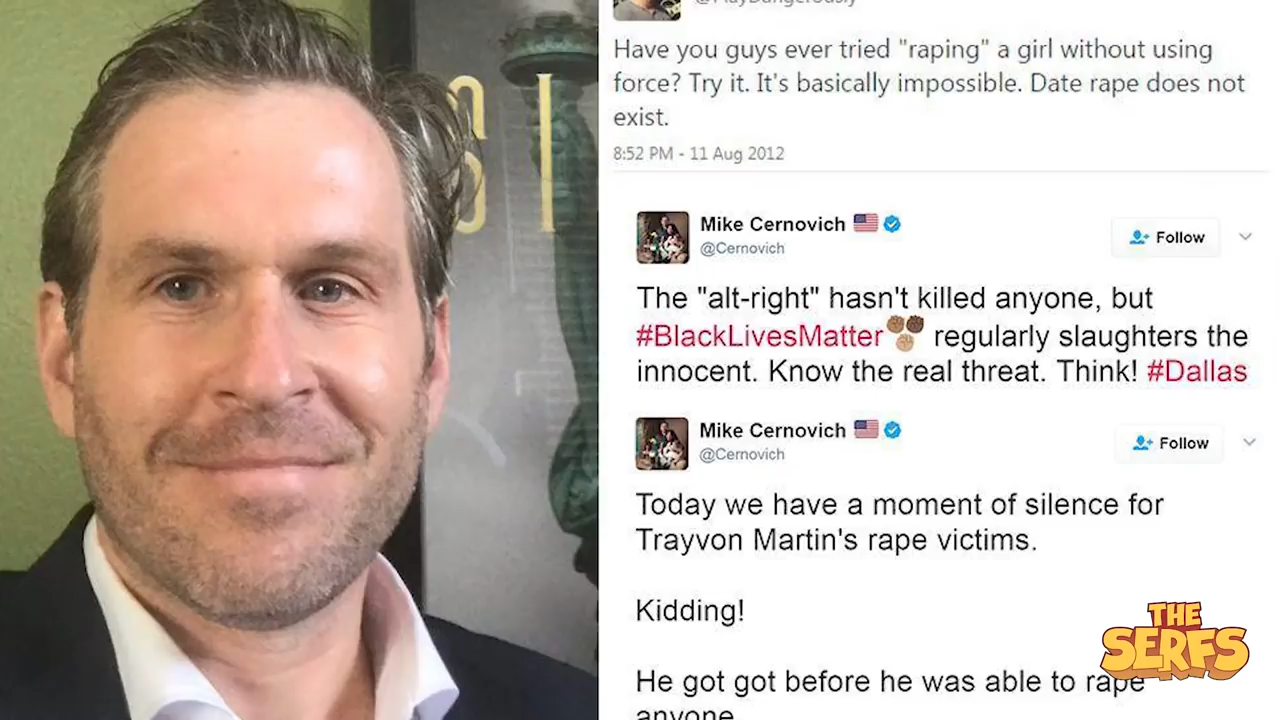 @PlayDangerously
Have you guys ever tried "raping" a girl without using
force? Try it. It's basically impossible. Date rape does not
exist.
8:52 PM - 11 Aug 2012
Mike Cernovich
Follow
@Cernovich
The "alt-right" hasn't killed anyone, but
#BlackLivesMatter regularly slaughters the
innocent. Know the real threat. Think! #Dallas
Mike Cernovich
Follow
@Cernovich
Today we have a moment of silence for
Trayvon Martin's rape victims.
Kidding!
He got got before he was able to rape
anyone
THE
SERFS